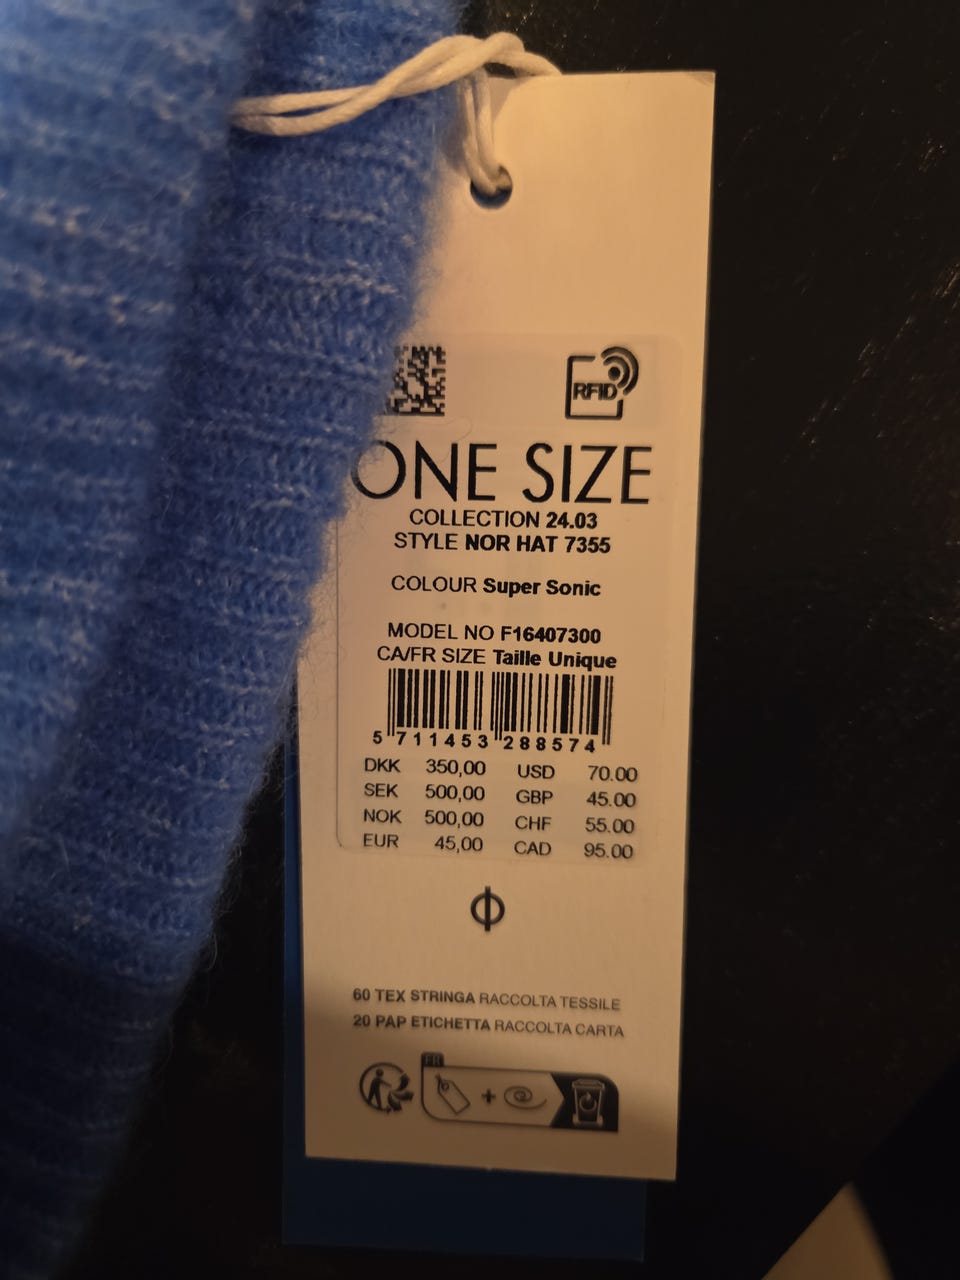 RFID
ONE SIZE
COLLECTION 24.03
STYLE NOR HAT 7355
COLOUR Super Sonic
MODEL NO F16407300
CA/FR SIZE Taille Unique
5 711453 288574
DKK 350,00 USD 70.00
SEK 500,00 GBP 45.00
NOK 500,00 CHF 55.00
EUR 45,00 CAD 95.00
60 TEX STRINGA RACCOLTA TESSILE
20 PAP ETICHETTA RACCOLTA CARTA
FR